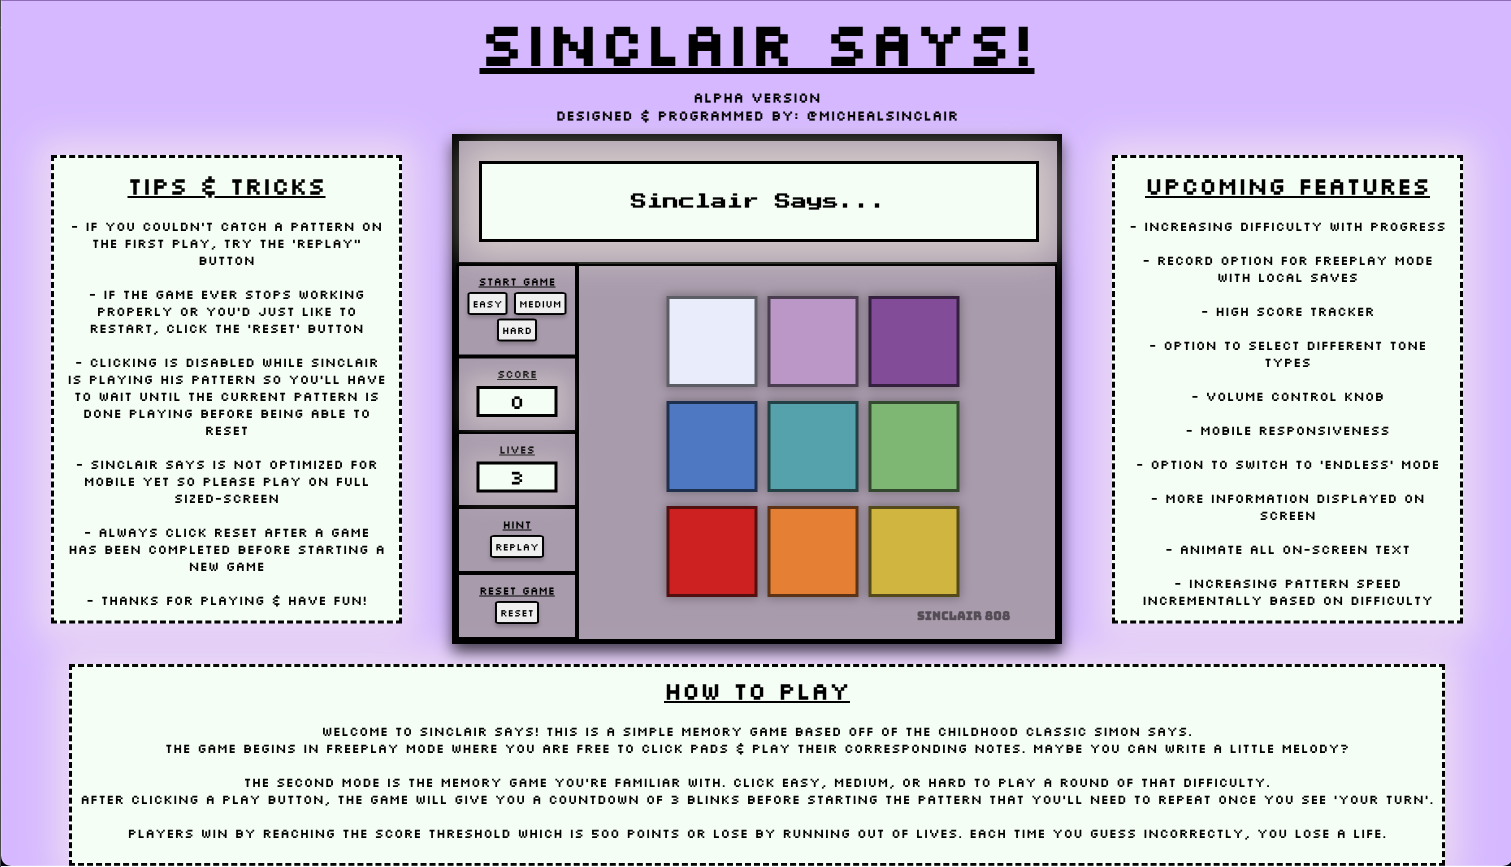 SINCLAIR SAYS!
ALPHA VERSION
DESIGNED & PROGRAMMED BY: @MICHEALSINCLAIR
TIPS & TRICKS
- IF YOU COULDN'T CATCH A PATTERN ON
THE FIRST PLAY, TRY THE 'REPLAY"
BUTTON
- IF THE GAME EVER STOPS WORKING
PROPERLY OR YOU'D JUST LIKE TO
RESTART, CLICK THE 'RESET' BUTTON
- CLICKING IS DISABLED WHILE SINCLAIR
IS PLAYING HIS PATTERN SO YOU'LL HAVE
TO WAIT UNTIL THE CURRENT PATTERN IS
DONE PLAYING BEFORE BEING ABLE TO
RESET
- SINCLAIR SAYS IS NOT OPTIMIZED FOR
MOBILE YET SO PLEASE PLAY ON FULL
SIZED-SCREEN
- ALWAYS CLICK RESET AFTER A GAME
HAS BEEN COMPLETED BEFORE STARTING A
NEW GAME
- THANKS FOR PLAYING & HAVE FUN!
Sinclair Says...
START GAME
EASY MEDIUM
HARD
SCORE
0
LIVES
3
HINT
REPLAY
RESET GAME
RESET
SINCLAIR 808
UPCOMING FEATURES
- INCREASING DIFFICULTY WITH PROGRESS
- RECORD OPTION FOR FREEPLAY MODE
WITH LOCAL SAVES
- HIGH SCORE TRACKER
- OPTION TO SELECT DIFFERENT TONE
TYPES
- VOLUME CONTROL KNOB
- MOBILE RESPONSIVENESS
- OPTION TO SWITCH TO 'ENDLESS' MODE
- MORE INFORMATION DISPLAYED ON
SCREEN
- ANIMATE ALL ON-SCREEN TEXT
- INCREASING PATTERN SPEED
INCREMENTALLY BASED ON DIFFICULTY
HOW TO PLAY
WELCOME TO SINCLAIR SAYS! THIS IS A SIMPLE MEMORY GAME BASED OFF OF THE CHILDHOOD CLASSIC SIMON SAYS.
THE GAME BEGINS IN FREEPLAY MODE WHERE YOU ARE FREE TO CLICK PADS & PLAY THEIR CORRESPONDING NOTES. MAYBE YOU CAN WRITE A LITTLE MELODY?
THE SECOND MODE IS THE MEMORY GAME YOU'RE FAMILIAR WITH. CLICK EASY, MEDIUM, OR HARD TO PLAY A ROUND OF THAT DIFFICULTY.
AFTER CLICKING A PLAY BUTTON, THE GAME WILL GIVE YOU A COUNTDOWN OF 3 BLINKS BEFORE STARTING THE PATTERN THAT YOU'LL NEED TO REPEAT ONCE YOU SEE 'YOUR TURN'.
PLAYERS WIN BY REACHING THE SCORE THRESHOLD WHICH IS 500 POINTS OR LOSE BY RUNNING OUT OF LIVES. EACH TIME YOU GUESS INCORRECTLY, YOU LOSE A LIFE.